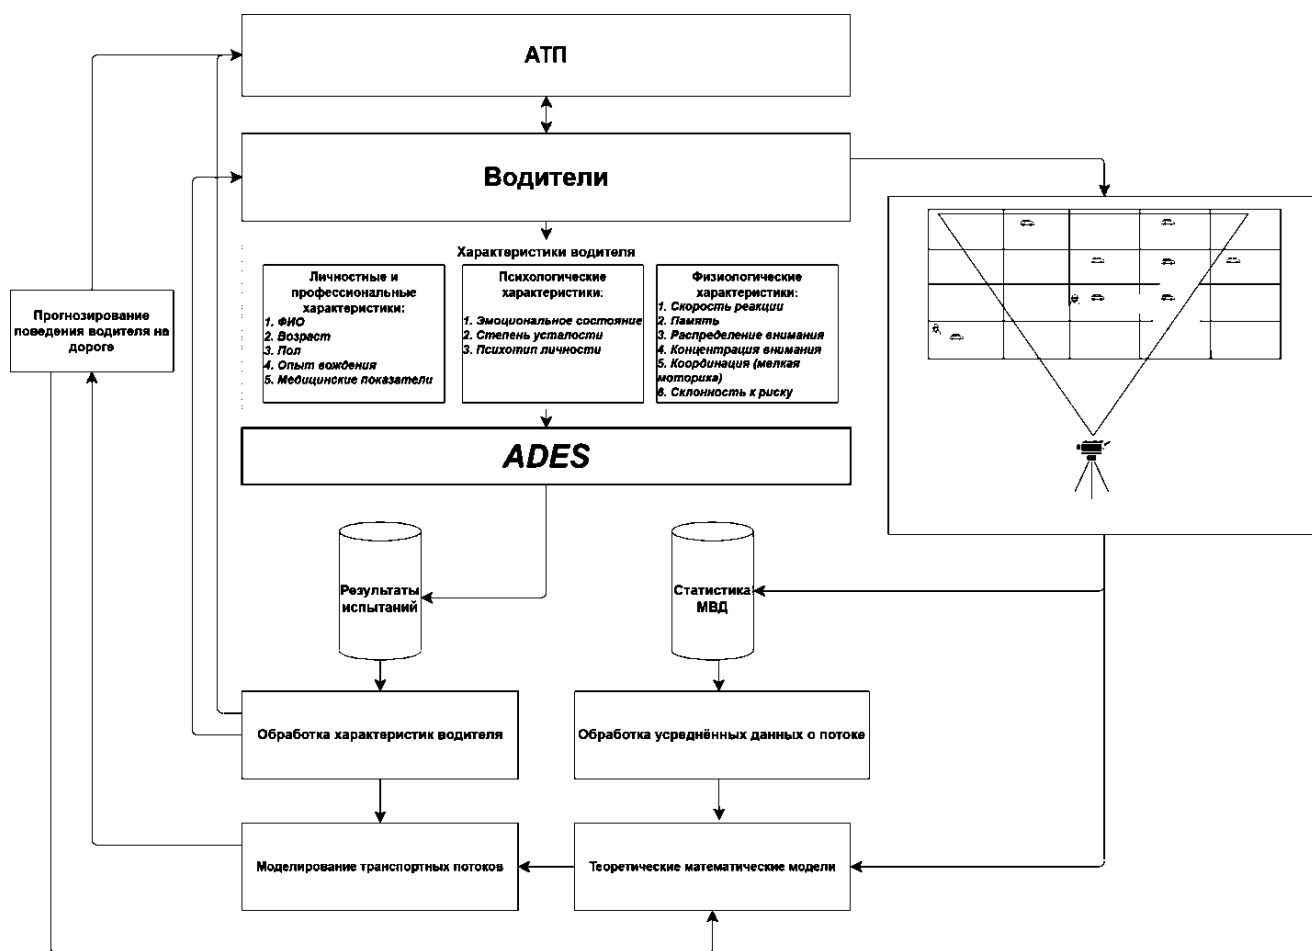 АТП
Водители
Характеристики водителя
Личностные и
профессиональные
характеристики:
1. ФИО
2. Возраст
3. Пол
4. Опыт вождения
5. Медицинские показатели
Психологические
характеристики:
1. Эмоциональное состояние
2. Степень усталости
3. Психотип личности
Физиологические
характеристики:
1. Скорость реакции
2. Память
3. Распределение внимания
4. Концентрация внимания
5. Координация (мелкая
моторика)
6. Склонность к риску
Прогнозирование
поведения водителя на
дороге
ADES
Результаты
испытаний
Статистика
МВД
Обработка характеристик водителя
Обработка усреднённых данных о потоке
Моделирование транспортных потоков
Теоретические математические модели